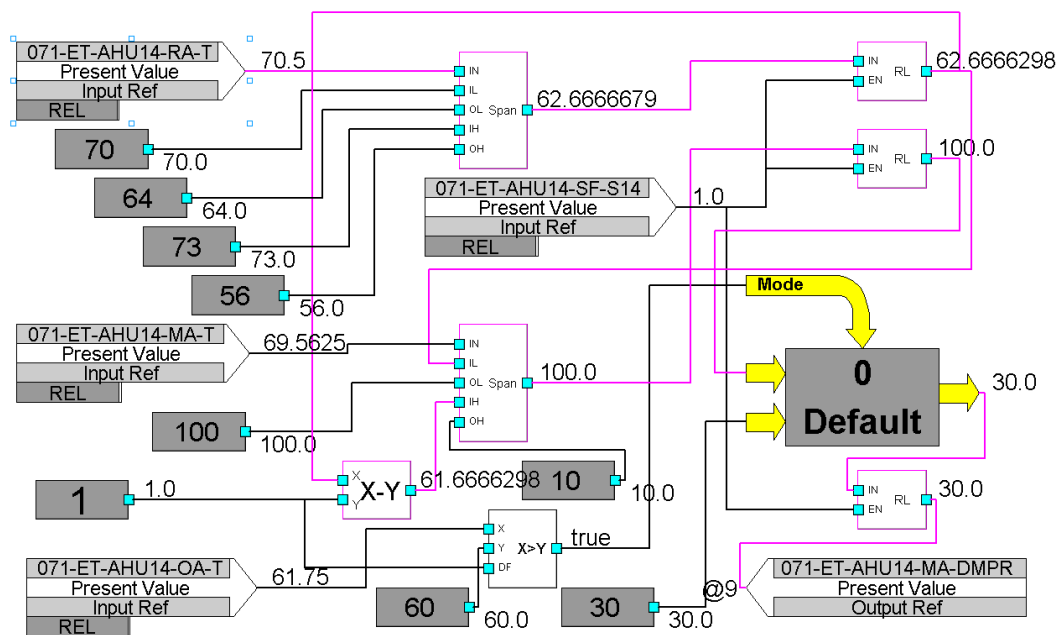 071-ET-AHU14-RA-T
Present Value
Input Ref
REL
70.5
70
70.0
64
64.0
73
73.0
56
56.0
IN
IL
OL
IH
OH
Span
62.6666679
IN
EN
RL
62.6666298
IN
EN
RL
100.0
071-ET-AHU14-SF-S14
Present Value
Input Ref
REL
1.0
071-ET-AHU14-MA-T
Present Value
Input Ref
REL
69.5625
100
100.0
IN
IL
OL
IH
OH
Span
100.0
Mode
0
Default
30.0
1
1.0
X
Y
X-Y
61.6666298
10
10.0
IN
EN
RL
30.0
071-ET-AHU14-OA-T
Present Value
Input Ref
REL
61.75
X
Y
DF
X>Y
true
60
60.0
30
30.0
@9
071-ET-AHU14-MA-DMPR
Present Value
Output Ref